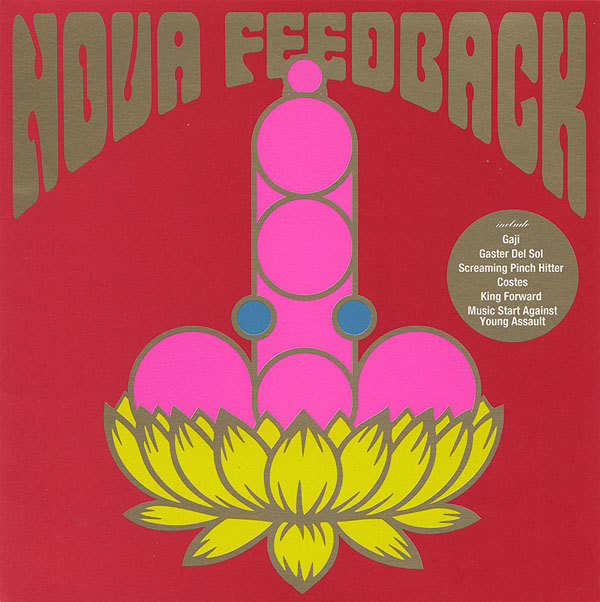 NOVA FEEDBACK
include
Gaji
Gaster Del Sol
Screaming Pinch Hitter
Costes
King Forward
Music Start Against
Young Assault